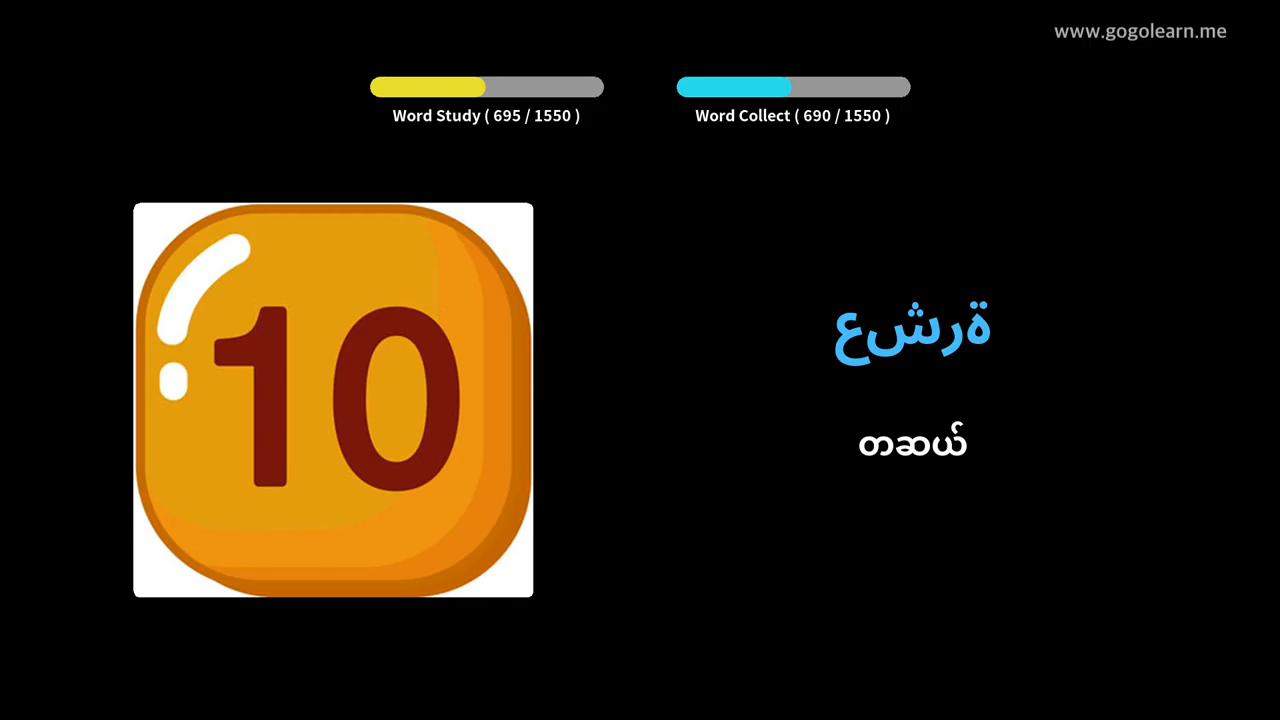 www.gogolearn.me
Word Study ( 695 / 1550 )
Word Collect ( 690 / 1550 )
10
عشرة
တဆယ်